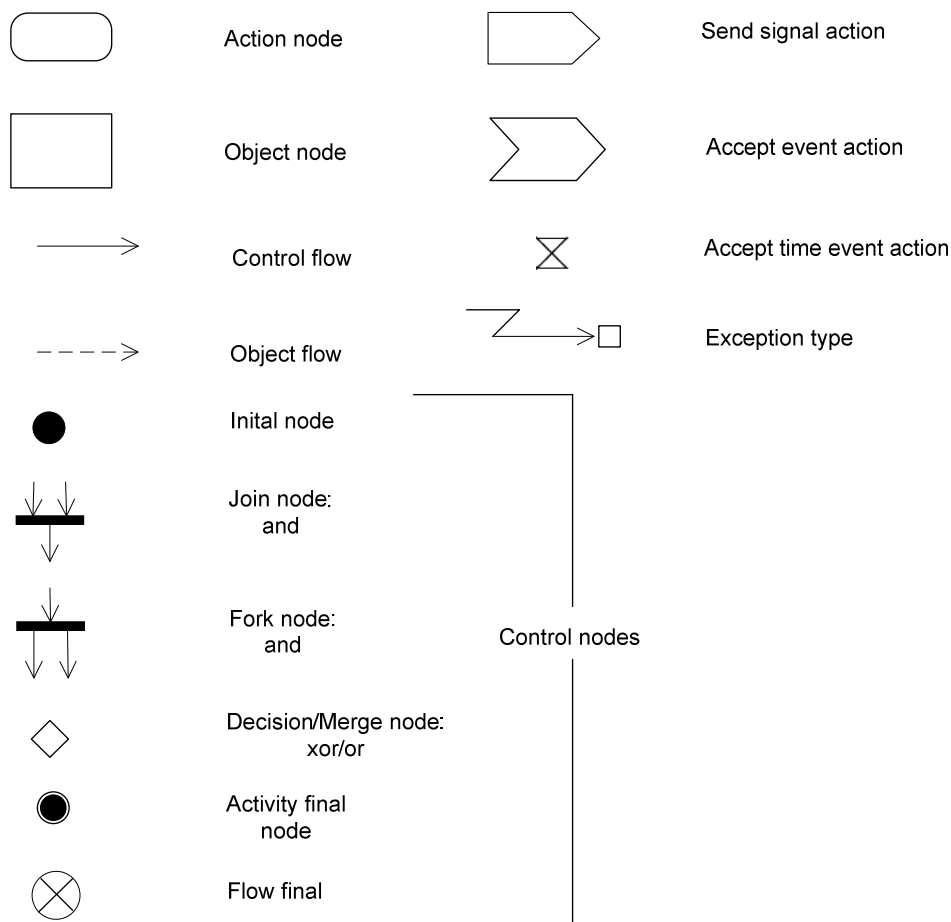 Action node
Send signal action
Object node
Accept event action
Control flow
Accept time event action
Object flow
Exception type
Inital node
Join node:
and
Fork node:
and
Control nodes
Decision/Merge node:
xor/or
Activity final
node
Flow final